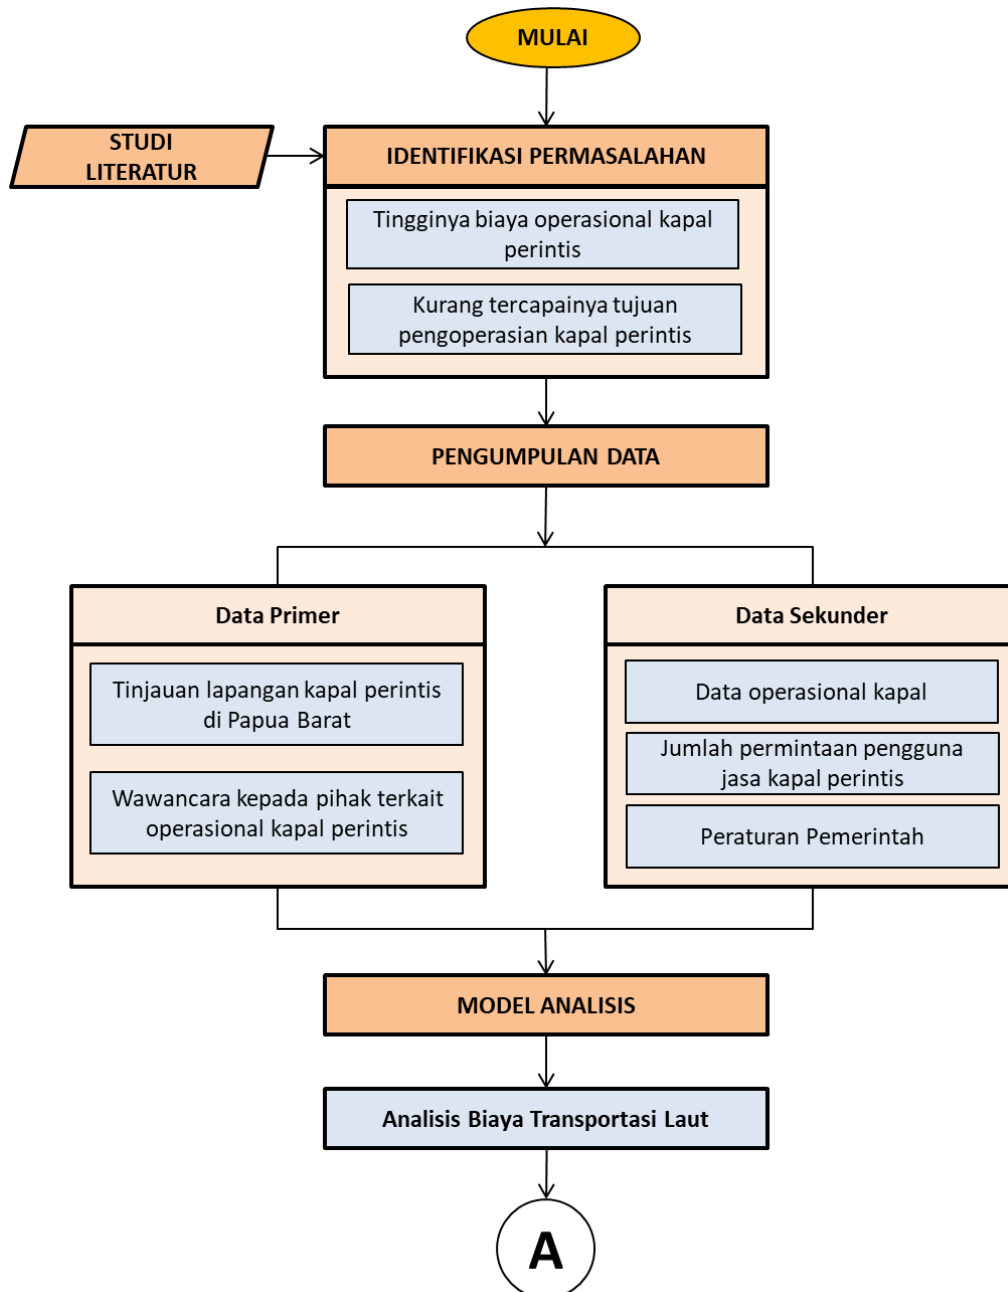 MULAI
STUDI
LITERATUR
IDENTIFIKASI PERMASALAHAN
Tingginya biaya operasional kapal
perintis
Kurang tercapainya tujuan
pengoperasian kapal perintis
PENGUMPULAN DATA
Data Primer
Tinjauan lapangan kapal perintis
di Papua Barat
Wawancara kepada pihak terkait
operasional kapal perintis
Data Sekunder
Data operasional kapal
Jumlah permintaan pengguna
jasa kapal perintis
Peraturan Pemerintah
MODEL ANALISIS
Analisis Biaya Transportasi Laut
A